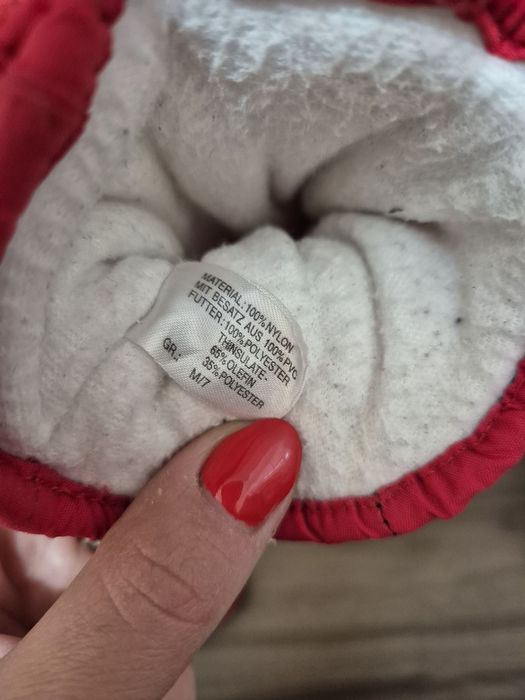 MATERIAL:100%NYLON
MIT BESATZ AUS 100%PVC
FUTTER:100%POLYESTER
THINSULATE-
65%OLEFIN
35%POLYESTER
GR.: M/7